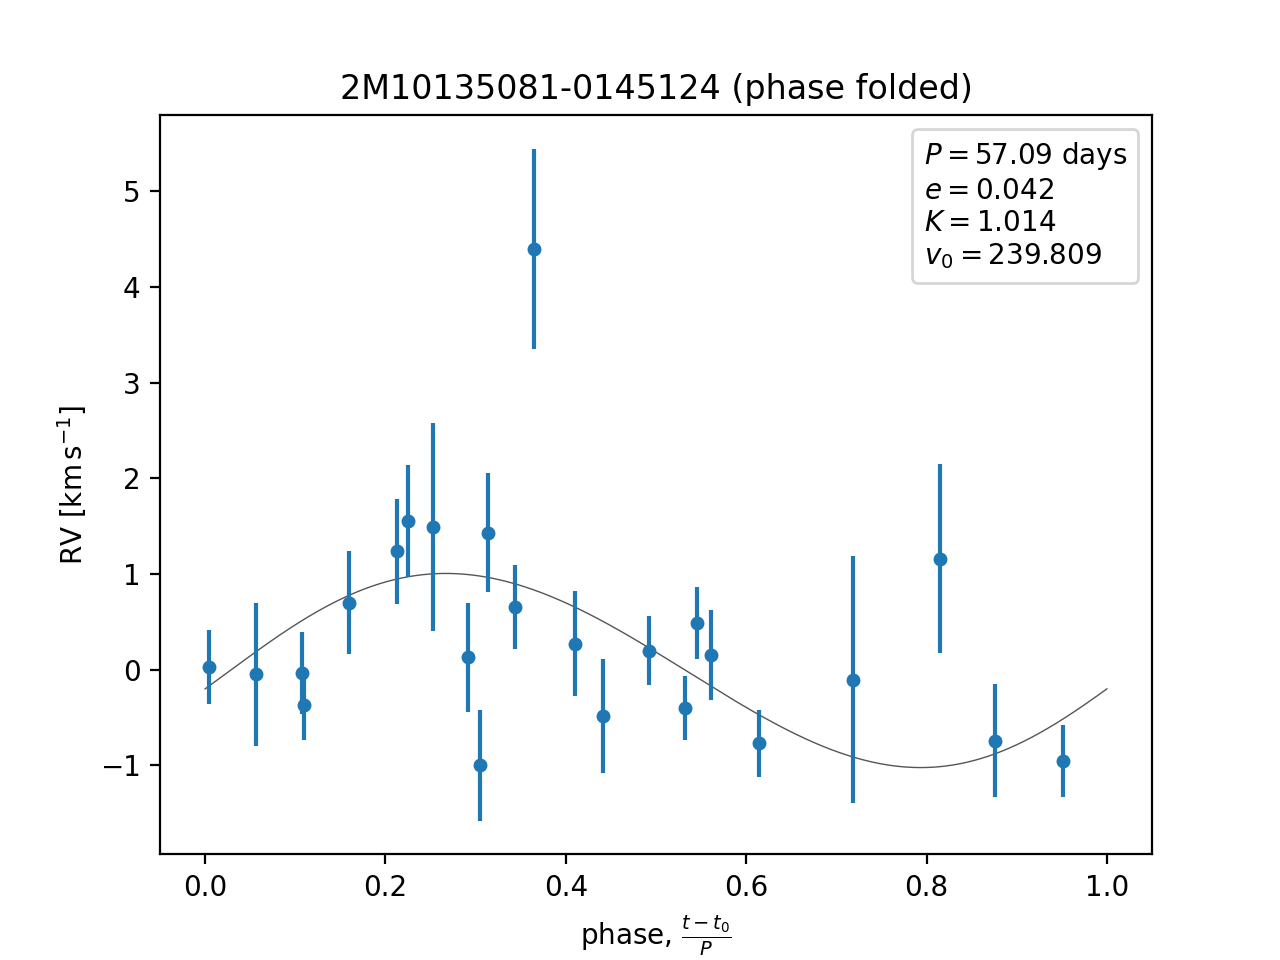 2M10135081-0145124 (phase folded)
P = 57.09 days
e = 0.042
K = 1.014
v₀ = 239.809
RV [km s⁻¹]
5
4
3
2
1
0
−1
0.0 0.2 0.4 0.6 0.8 1.0
phase, (t − t₀)/P